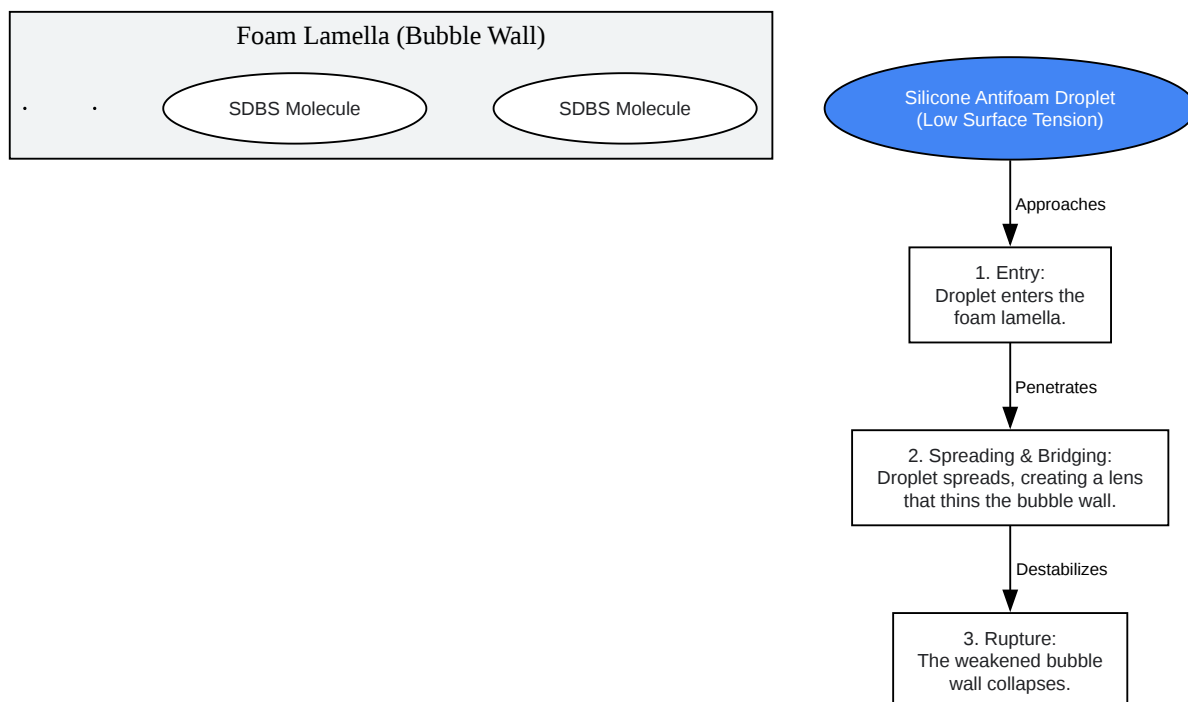 Foam Lamella (Bubble Wall)
SDBS Molecule
SDBS Molecule
Silicone Antifoam Droplet
(Low Surface Tension)
Approaches
1. Entry:
Droplet enters the
foam lamella.
Penetrates
2. Spreading & Bridging:
Droplet spreads, creating a lens
that thins the bubble wall.
Destabilizes
3. Rupture:
The weakened bubble
wall collapses.